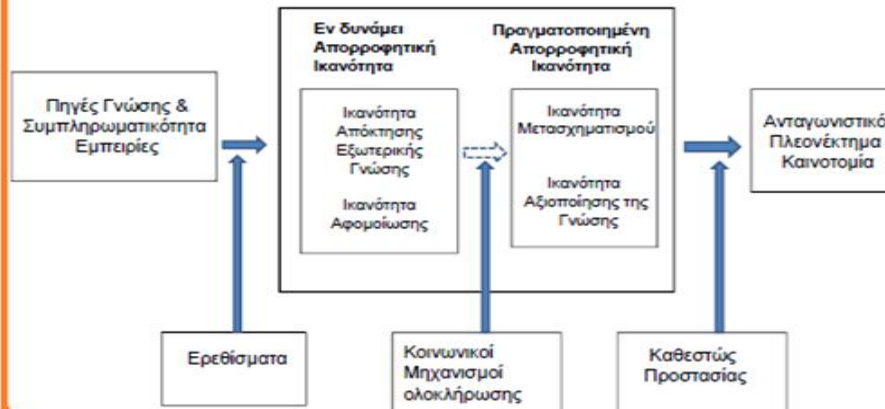 Εν δυνάμει
Απορροφητική
Ικανότητα
Πραγματοποιημένη
Απορροφητική
Ικανότητα
Πηγές Γνώσης &
Συμπληρωματικότητα
Εμπειρίες
Ικανότητα
Απόκτησης
Εξωτερικής
Γνώσης
Ικανότητα
Αφομοίωσης
Ικανότητα
Μετασχηματισμού
Ικανότητα
Αξιοποίησης της
Γνώσης
Ανταγωνιστικό
Πλεονέκτημα
Καινοτομία
Ερεθίσματα
Κοινωνικοί
Μηχανισμοί
ολοκλήρωσης
Καθεστώς
Προστασίας